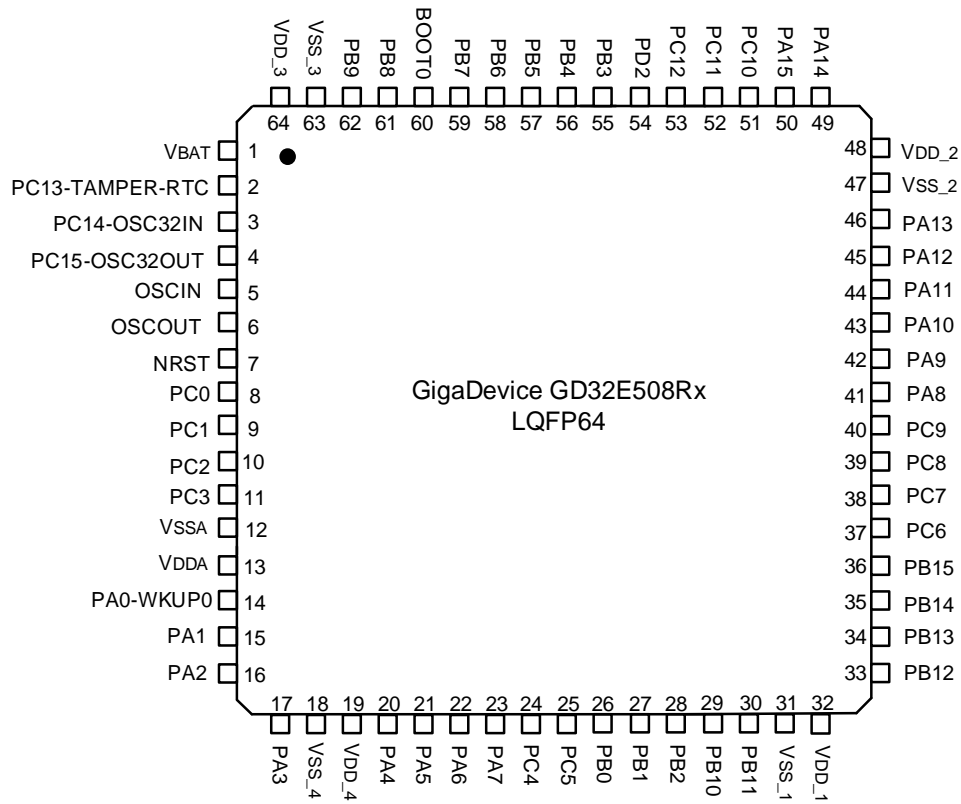 VDD_3 VSS_3 PB9 PB8 BOOT0 PB7 PB6 PB5 PB4 PB3 PD2 PC12 PC11 PC10 PA15 PA14
64 63 62 61 60 59 58 57 56 55 54 53 52 51 50 49
VBAT 1
PC13-TAMPER-RTC 2
PC14-OSC32IN 3
PC15-OSC32OUT 4
OSCIN 5
OSCOUT 6
NRST 7
PC0 8
PC1 9
PC2 10
PC3 11
VSSA 12
VDDA 13
PA0-WKUP0 14
PA1 15
PA2 16
GigaDevice GD32E508Rx
LQFP64
48 VDD_2
47 VSS_2
46 PA13
45 PA12
44 PA11
43 PA10
42 PA9
41 PA8
40 PC9
39 PC8
38 PC7
37 PC6
36 PB15
35 PB14
34 PB13
33 PB12
17 18 19 20 21 22 23 24 25 26 27 28 29 30 31 32
PA3 VSS_4 VDD_4 PA4 PA5 PA6 PA7 PC4 PC5 PB0 PB1 PB2 PB10 PB11 VSS_1 VDD_1